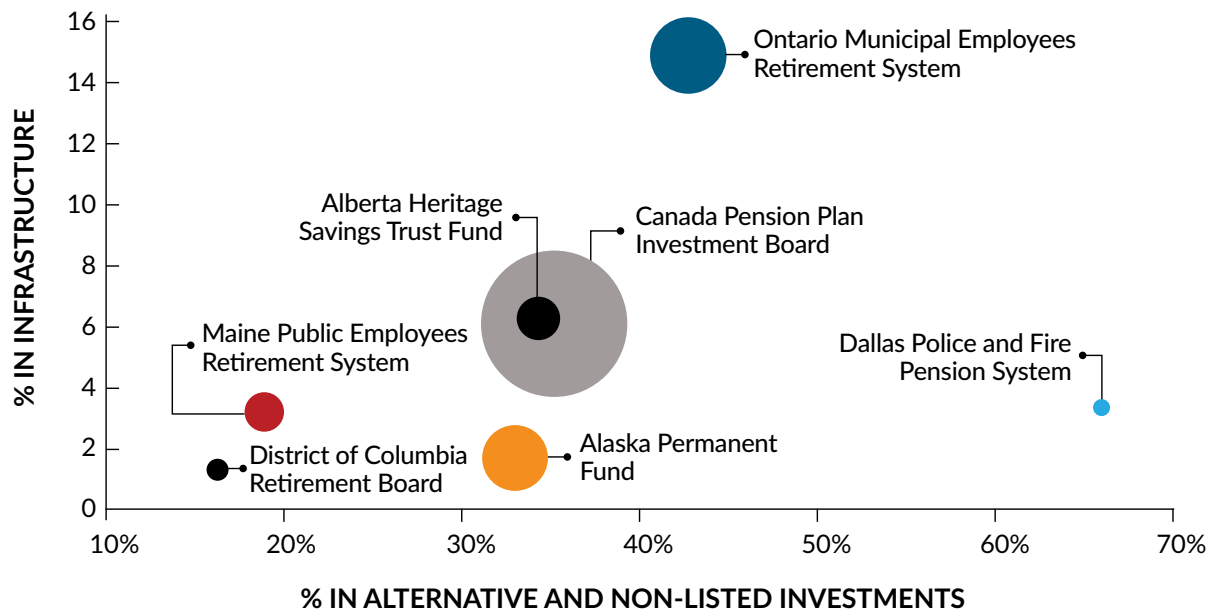 16
14
12
10
8
6
4
2
0
% IN INFRASTRUCTURE
Ontario Municipal Employees
Retirement System
Alberta Heritage
Savings Trust Fund
Canada Pension Plan
Investment Board
Maine Public Employees
Retirement System
Dallas Police and Fire
Pension System
District of Columbia
Retirement Board
Alaska Permanent
Fund
10%
20%
30%
40%
50%
60%
70%
% IN ALTERNATIVE AND NON-LISTED INVESTMENTS